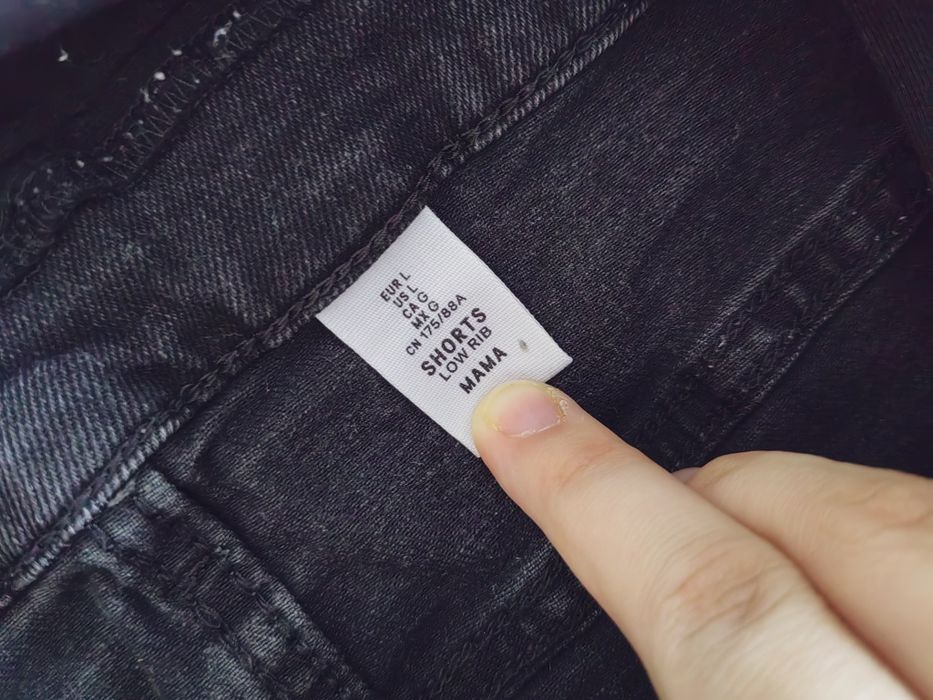 EUR L
US L
CA G
MX G
CN 175/88A
SHORTS
LOW RIB
MAMA